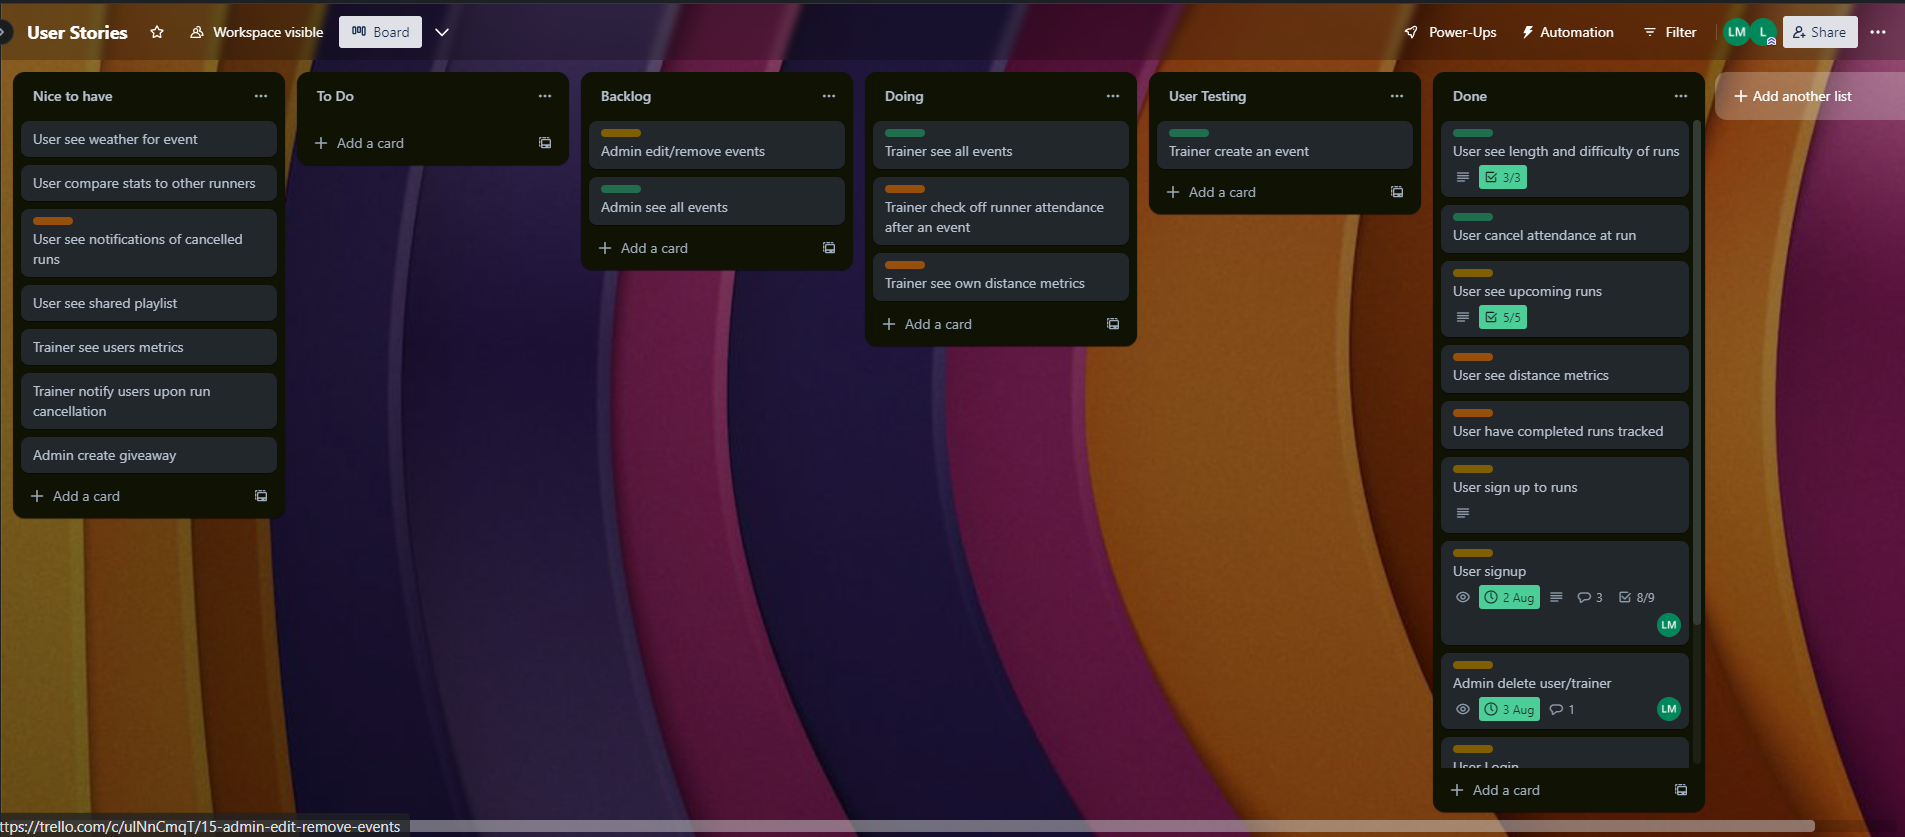 User Stories
Workspace visible
Board
Power-Ups
Automation
Filter
LM
L
Share
Nice to have
User see weather for event
User compare stats to other runners
User see notifications of cancelled
runs
User see shared playlist
Trainer see users metrics
Trainer notify users upon run
cancellation
Admin create giveaway
Add a card
To Do
Add a card
Backlog
Admin edit/remove events
Admin see all events
Add a card
Doing
Trainer see all events
Trainer check off runner attendance
after an event
Trainer see own distance metrics
Add a card
User Testing
Trainer create an event
Add a card
Done
User see length and difficulty of runs
3/3
User cancel attendance at run
User see upcoming runs
5/5
User see distance metrics
User have completed runs tracked
User sign up to runs
User signup
2 Aug
3
8/9
LM
Admin delete user/trainer
3 Aug
1
LM
User Login
Add a card
Add another list
ttps://trello.com/c/ulNnCmqT/15-admin-edit-remove-events